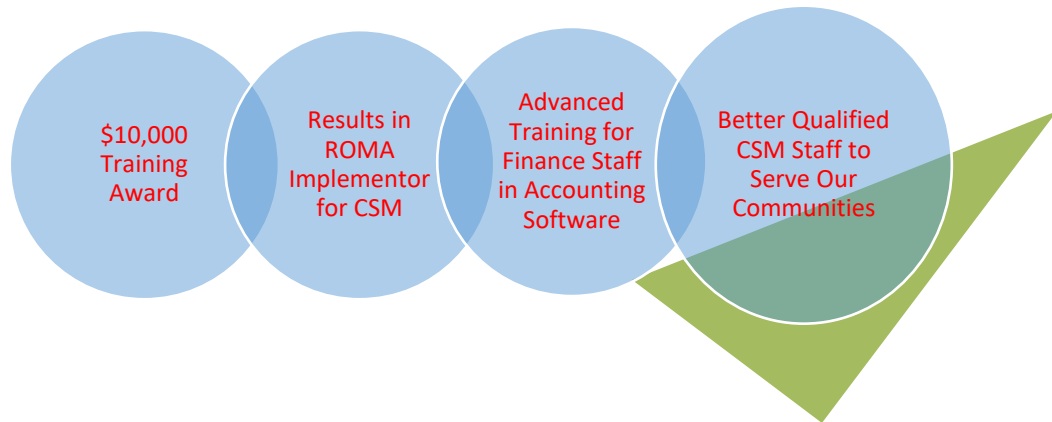 $10,000
Training
Award
Results in
ROMA
Implementor
for CSM
Advanced
Training for
Finance Staff
in Accounting
Software
Better Qualified
CSM Staff to
Serve Our
Communities